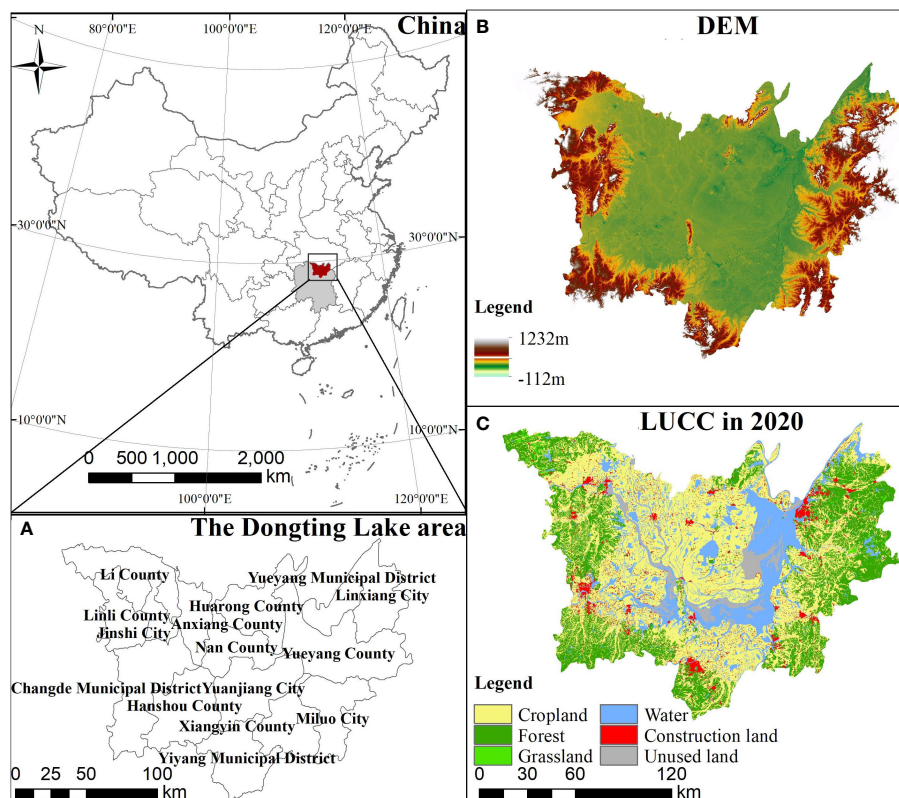 80°0'0"E 100°0'0"E 120°0'0"E
China
N
30°0'0"N 30°0'0"N
10°0'0"N 10°0'0"N
0 500 1,000 2,000
km
100°0'0"E 120°0'0"E
A The Dongting Lake area
Li County
Yueyang Municipal District
Linxiang City
Linli County
Huarong County
Jinshi City
Anxiang County
Nan County
Yueyang County
Changde Municipal District
Yuanjiang City
Hanshou County
Xiangyin County
Miluo City
Yiyang Municipal District
0 25 50 100
km
B DEM
Legend
1232m
-112m
C LUCC in 2020
Legend
Cropland Water
Forest Construction land
Grassland Unused land
0 30 60 120
km